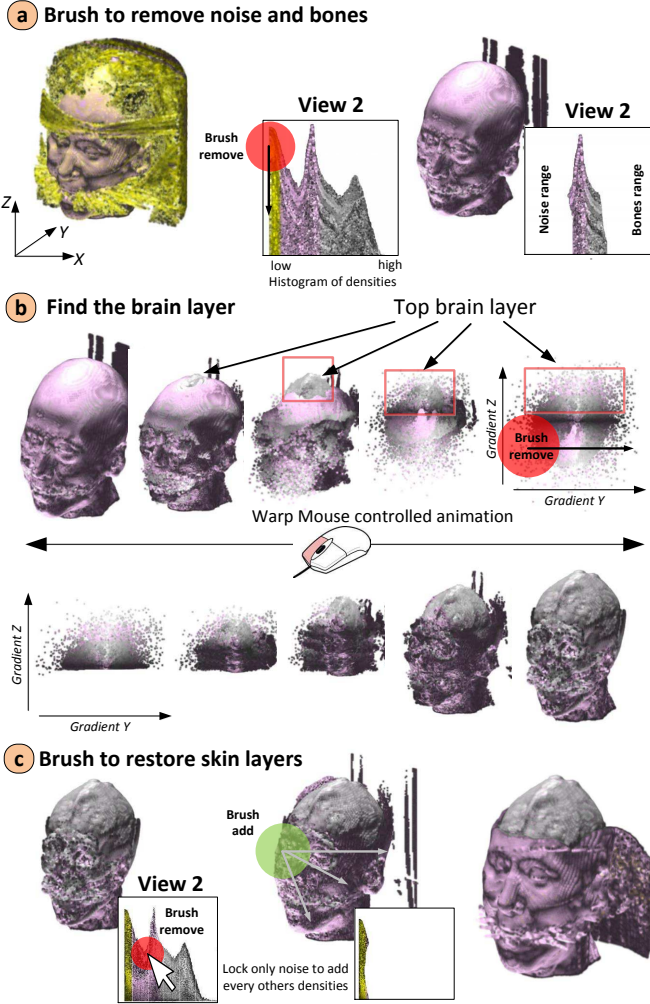 a Brush to remove noise and bones
View 2
Brush
remove
View 2
Noise range
Bones range
Z
Y
X
low
high
Histogram of densities
b Find the brain layer
Top brain layer
Gradient Z
Brush
remove
Gradient Y
Warp Mouse controlled animation
Gradient Z
Gradient Y
c Brush to restore skin layers
Brush
add
View 2
Brush
remove
Lock only noise to add
every others densities